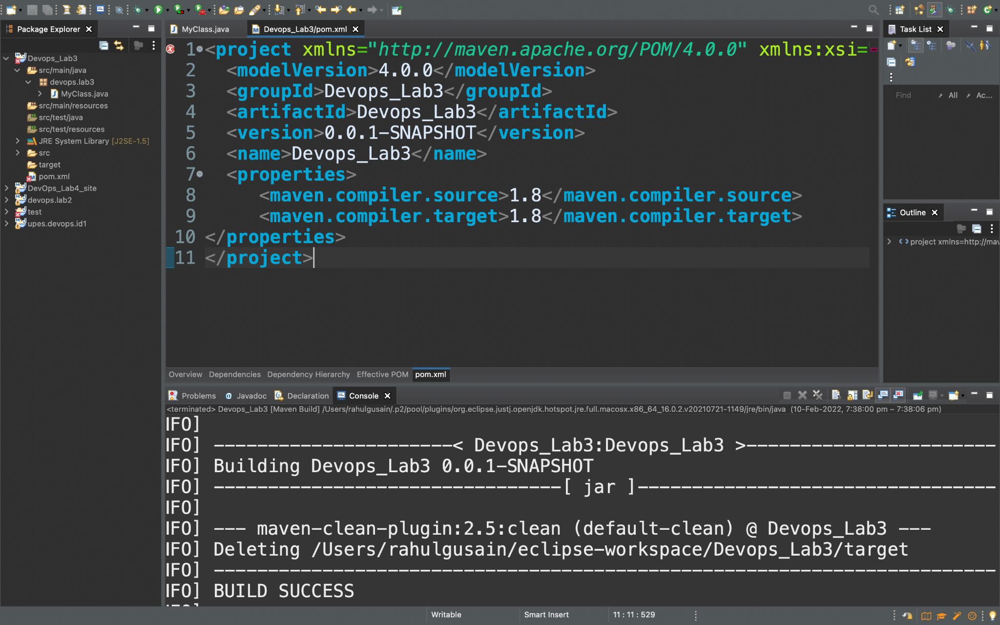 Package Explorer
Devops_Lab3
src/main/java
devops.lab3
MyClass.java
src/main/resources
src/test/java
src/test/resources
JRE System Library [J2SE-1.5]
src
target
pom.xml
DevOps_Lab4_site
devops.lab2
test
upes.devops.id1
MyClass.java
Devops_Lab3/pom.xml
1 <project xmlns="http://maven.apache.org/POM/4.0.0" xmlns:xsi=
2 <modelVersion>4.0.0</modelVersion>
3 <groupId>Devops_Lab3</groupId>
4 <artifactId>Devops_Lab3</artifactId>
5 <version>0.0.1-SNAPSHOT</version>
6 <name>Devops_Lab3</name>
7 <properties>
8 <maven.compiler.source>1.8</maven.compiler.source>
9 <maven.compiler.target>1.8</maven.compiler.target>
10 </properties>
11 </project>
Overview Dependencies Dependency Hierarchy Effective POM pom.xml
Task List
Find All Ac...
Outline
project xmlns=http://ma
Problems Javadoc Declaration Console
<terminated> Devops_Lab3 [Maven Build] /Users/rahulgusain/.p2/pool/plugins/org.eclipse.justj.openjdk.hotspot.jre.full.macosx.x86_64_16.0.2.v20210721-1149/jre/bin/java (10-Feb-2022, 7:38:00 pm – 7:38:06 pm)
IFO]
IFO] ----------------------< Devops_Lab3:Devops_Lab3 >-----------------------
IFO] Building Devops_Lab3 0.0.1-SNAPSHOT
IFO] --------------------------------[ jar ]---------------------------------
IFO]
IFO] --- maven-clean-plugin:2.5:clean (default-clean) @ Devops_Lab3 ---
IFO] Deleting /Users/rahulgusain/eclipse-workspace/Devops_Lab3/target
IFO] ------------------------------------------------------------------------
IFO] BUILD SUCCESS
Writable Smart Insert 11 : 11 : 529